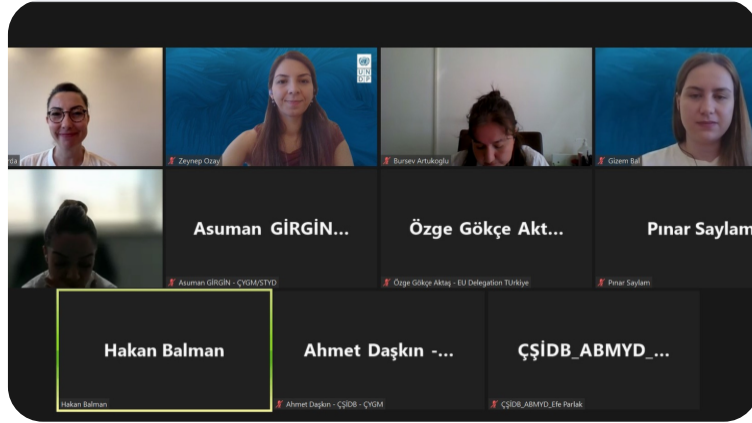 UN
DP
Zeynep Ozay
Bursev Artukoglu
Gizem Bal
Asuman GİRGİN...
Özge Gökçe Akt...
Pınar Saylam
Asuman GİRGİN - ÇYGM/STYD
Özge Gökçe Aktaş - EU Delegation TUrkiye
Pınar Saylam
Hakan Balman
Ahmet Daşkın -...
ÇŞİDB_ABMYD_...
Hakan Balman
Ahmet Daşkın - ÇŞİDB - ÇYGM
ÇŞİDB_ABMYD_Efe Parlak